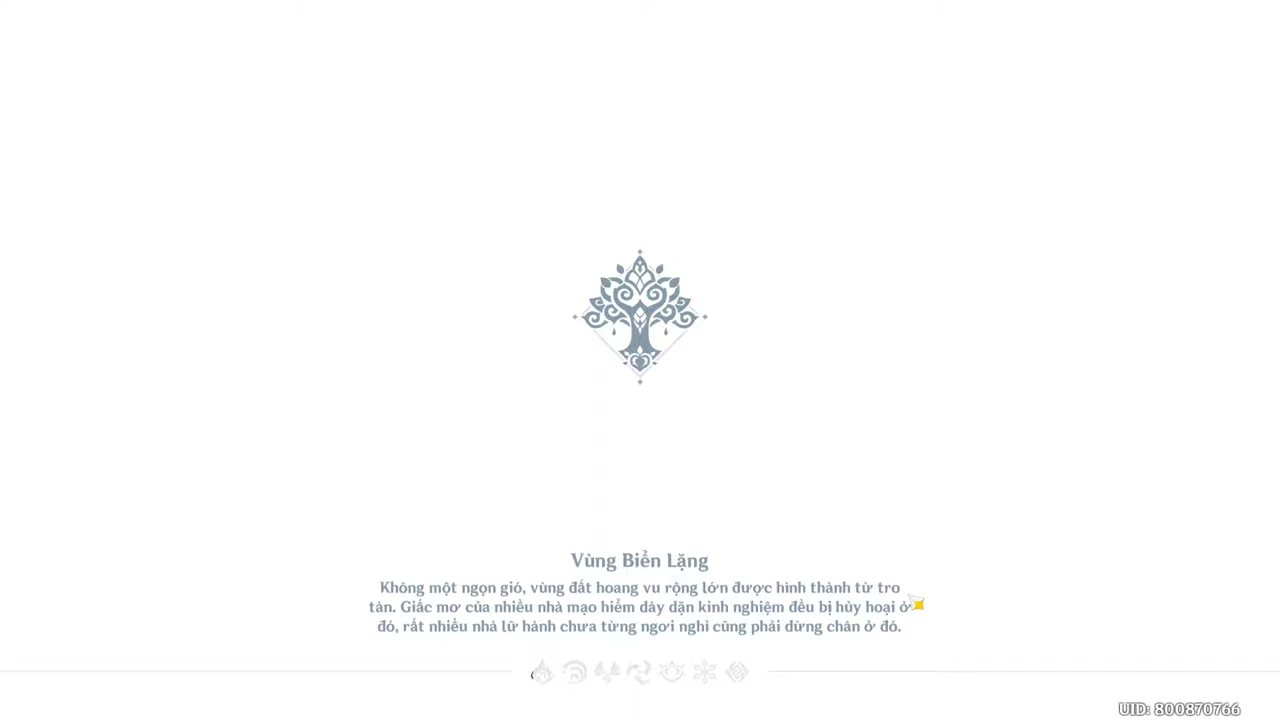 Vùng Biển Lặng
Không một ngọn gió, vùng đất hoang vu rộng lớn được hình thành từ tro
tàn. Giấc mơ của nhiều nhà mạo hiểm dày dặn kinh nghiệm đều bị hủy hoại ở
đó, rất nhiều nhà lữ hành chưa từng ngơi nghỉ cũng phải dừng chân ở đó.
UID: 800870766